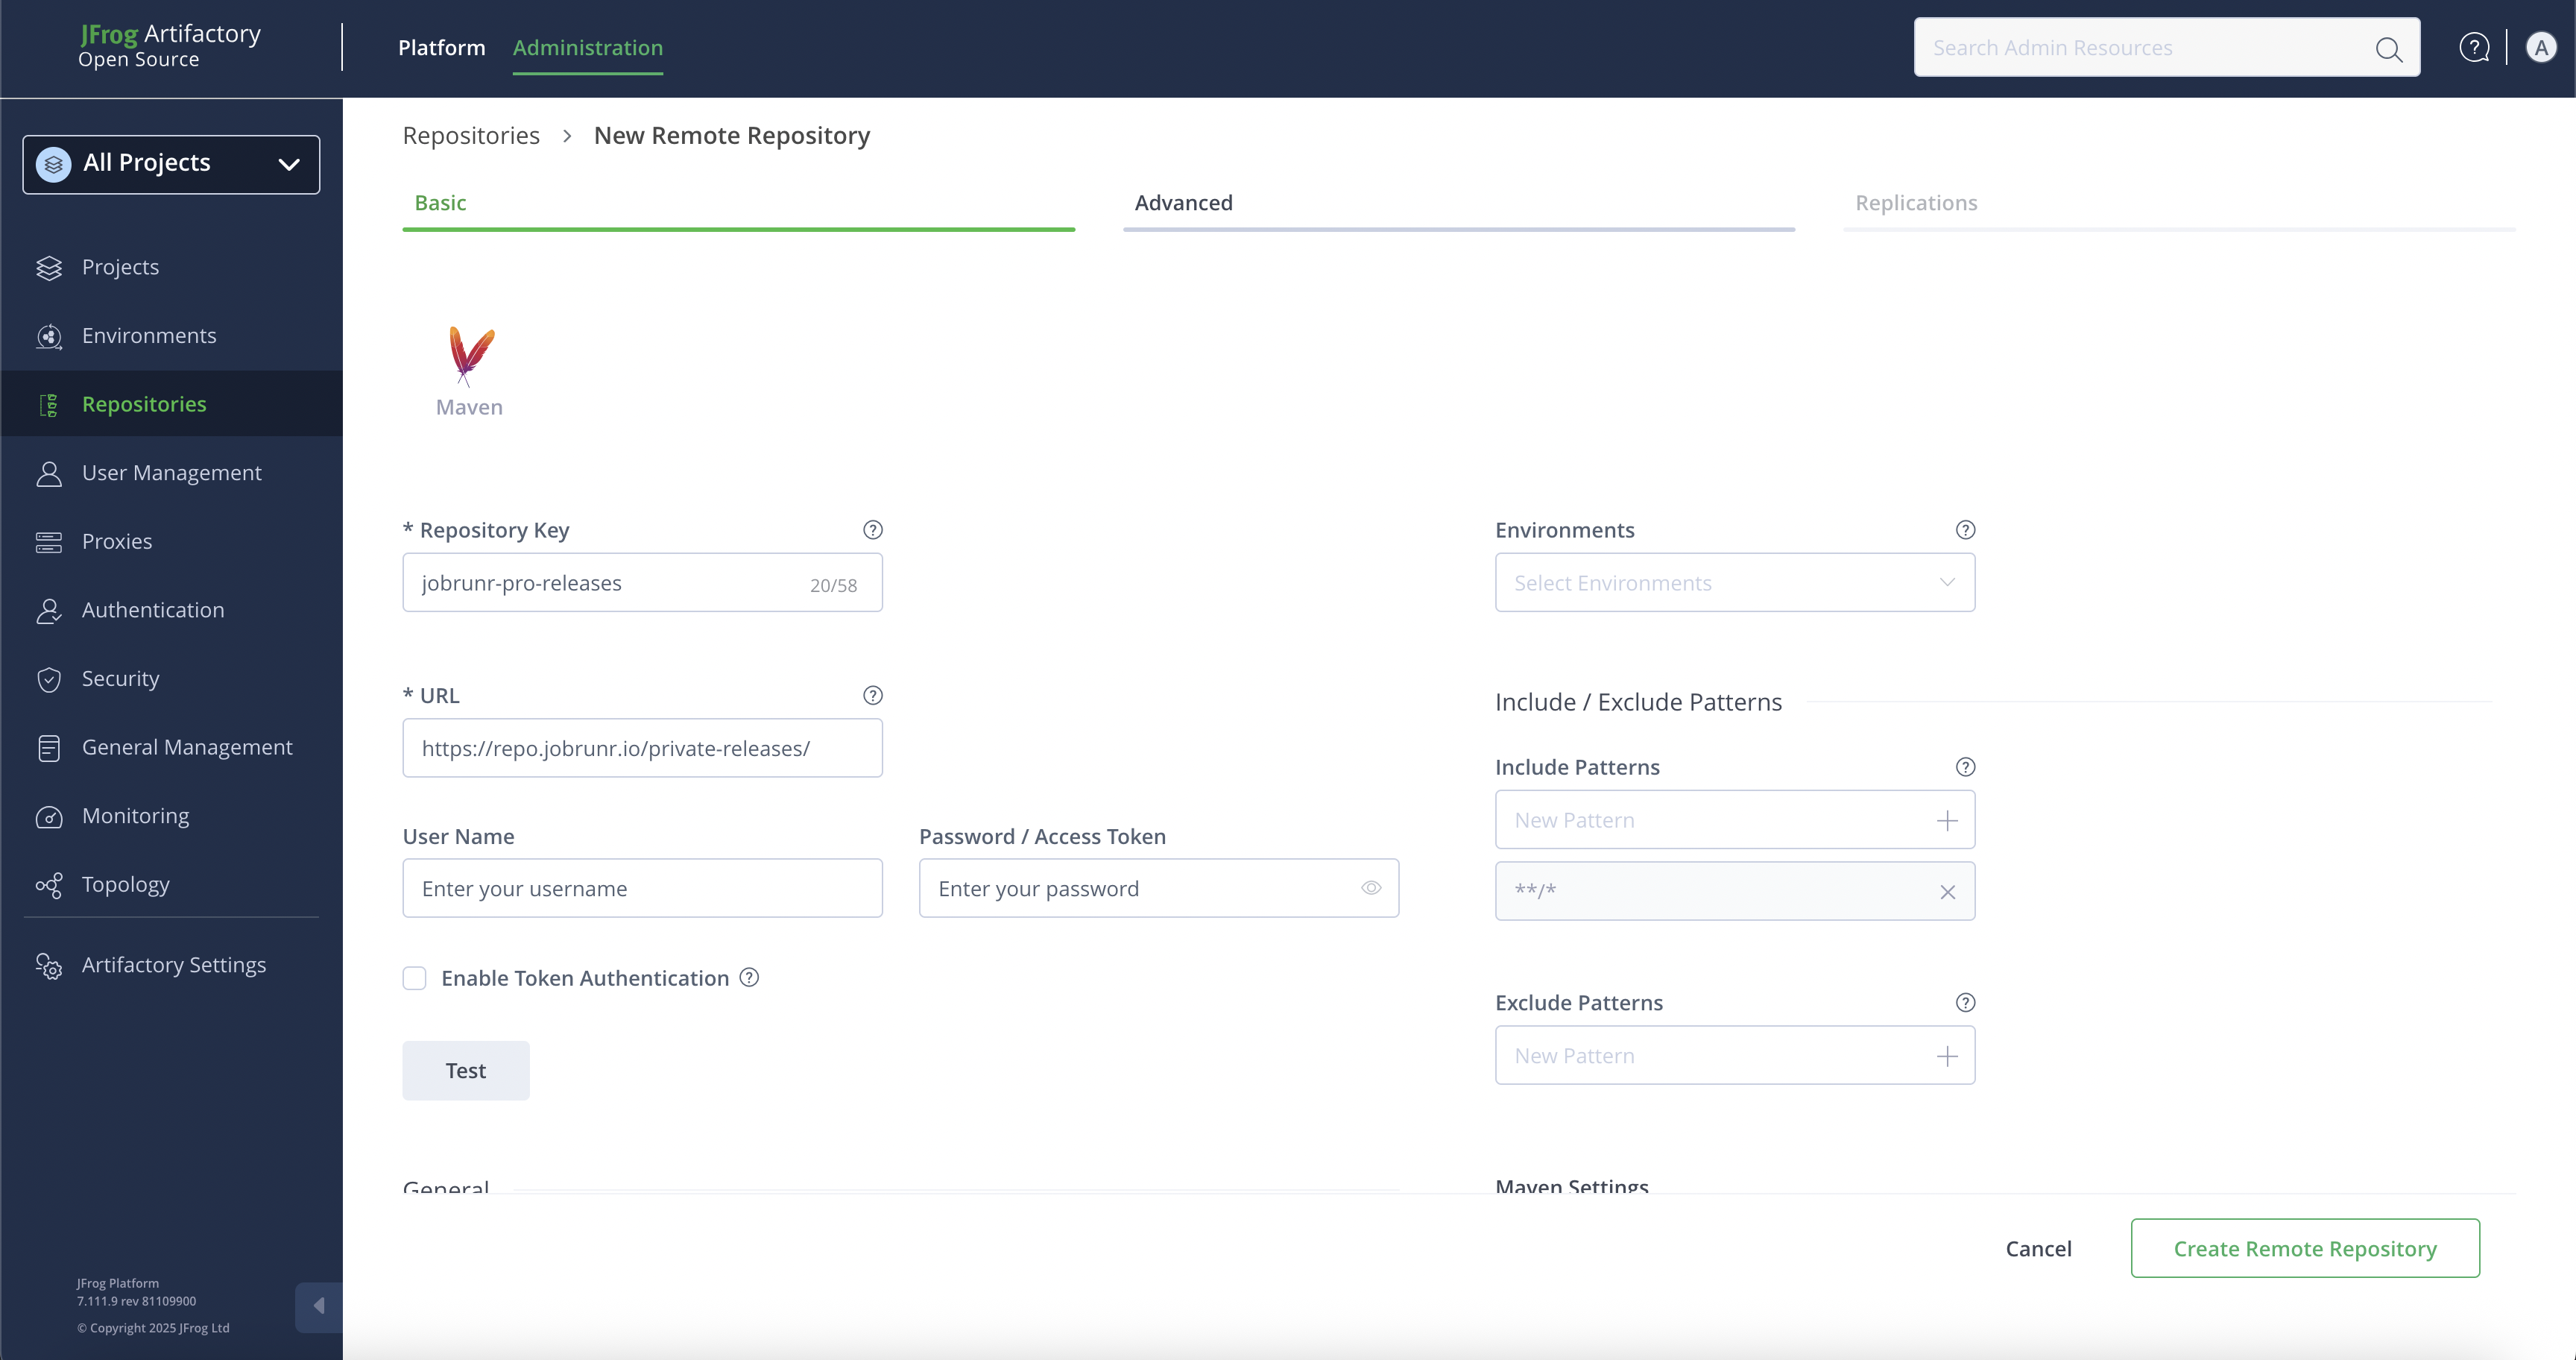 JFrog Artifactory
Open Source
Platform
Administration
Search Admin Resources
A
All Projects
Projects
Environments
Repositories
User Management
Proxies
Authentication
Security
General Management
Monitoring
Topology
Artifactory Settings
JFrog Platform
7.111.9 rev 81109900
© Copyright 2025 JFrog Ltd
Repositories > New Remote Repository
Basic
Advanced
Replications
Maven
* Repository Key
jobrunr-pro-releases 20/58
* URL
https://repo.jobrunr.io/private-releases/
User Name
Enter your username
Password / Access Token
Enter your password
Enable Token Authentication
Test
General
Environments
Select Environments
Include / Exclude Patterns
Include Patterns
New Pattern
**/*
Exclude Patterns
New Pattern
Maven Settings
Cancel
Create Remote Repository